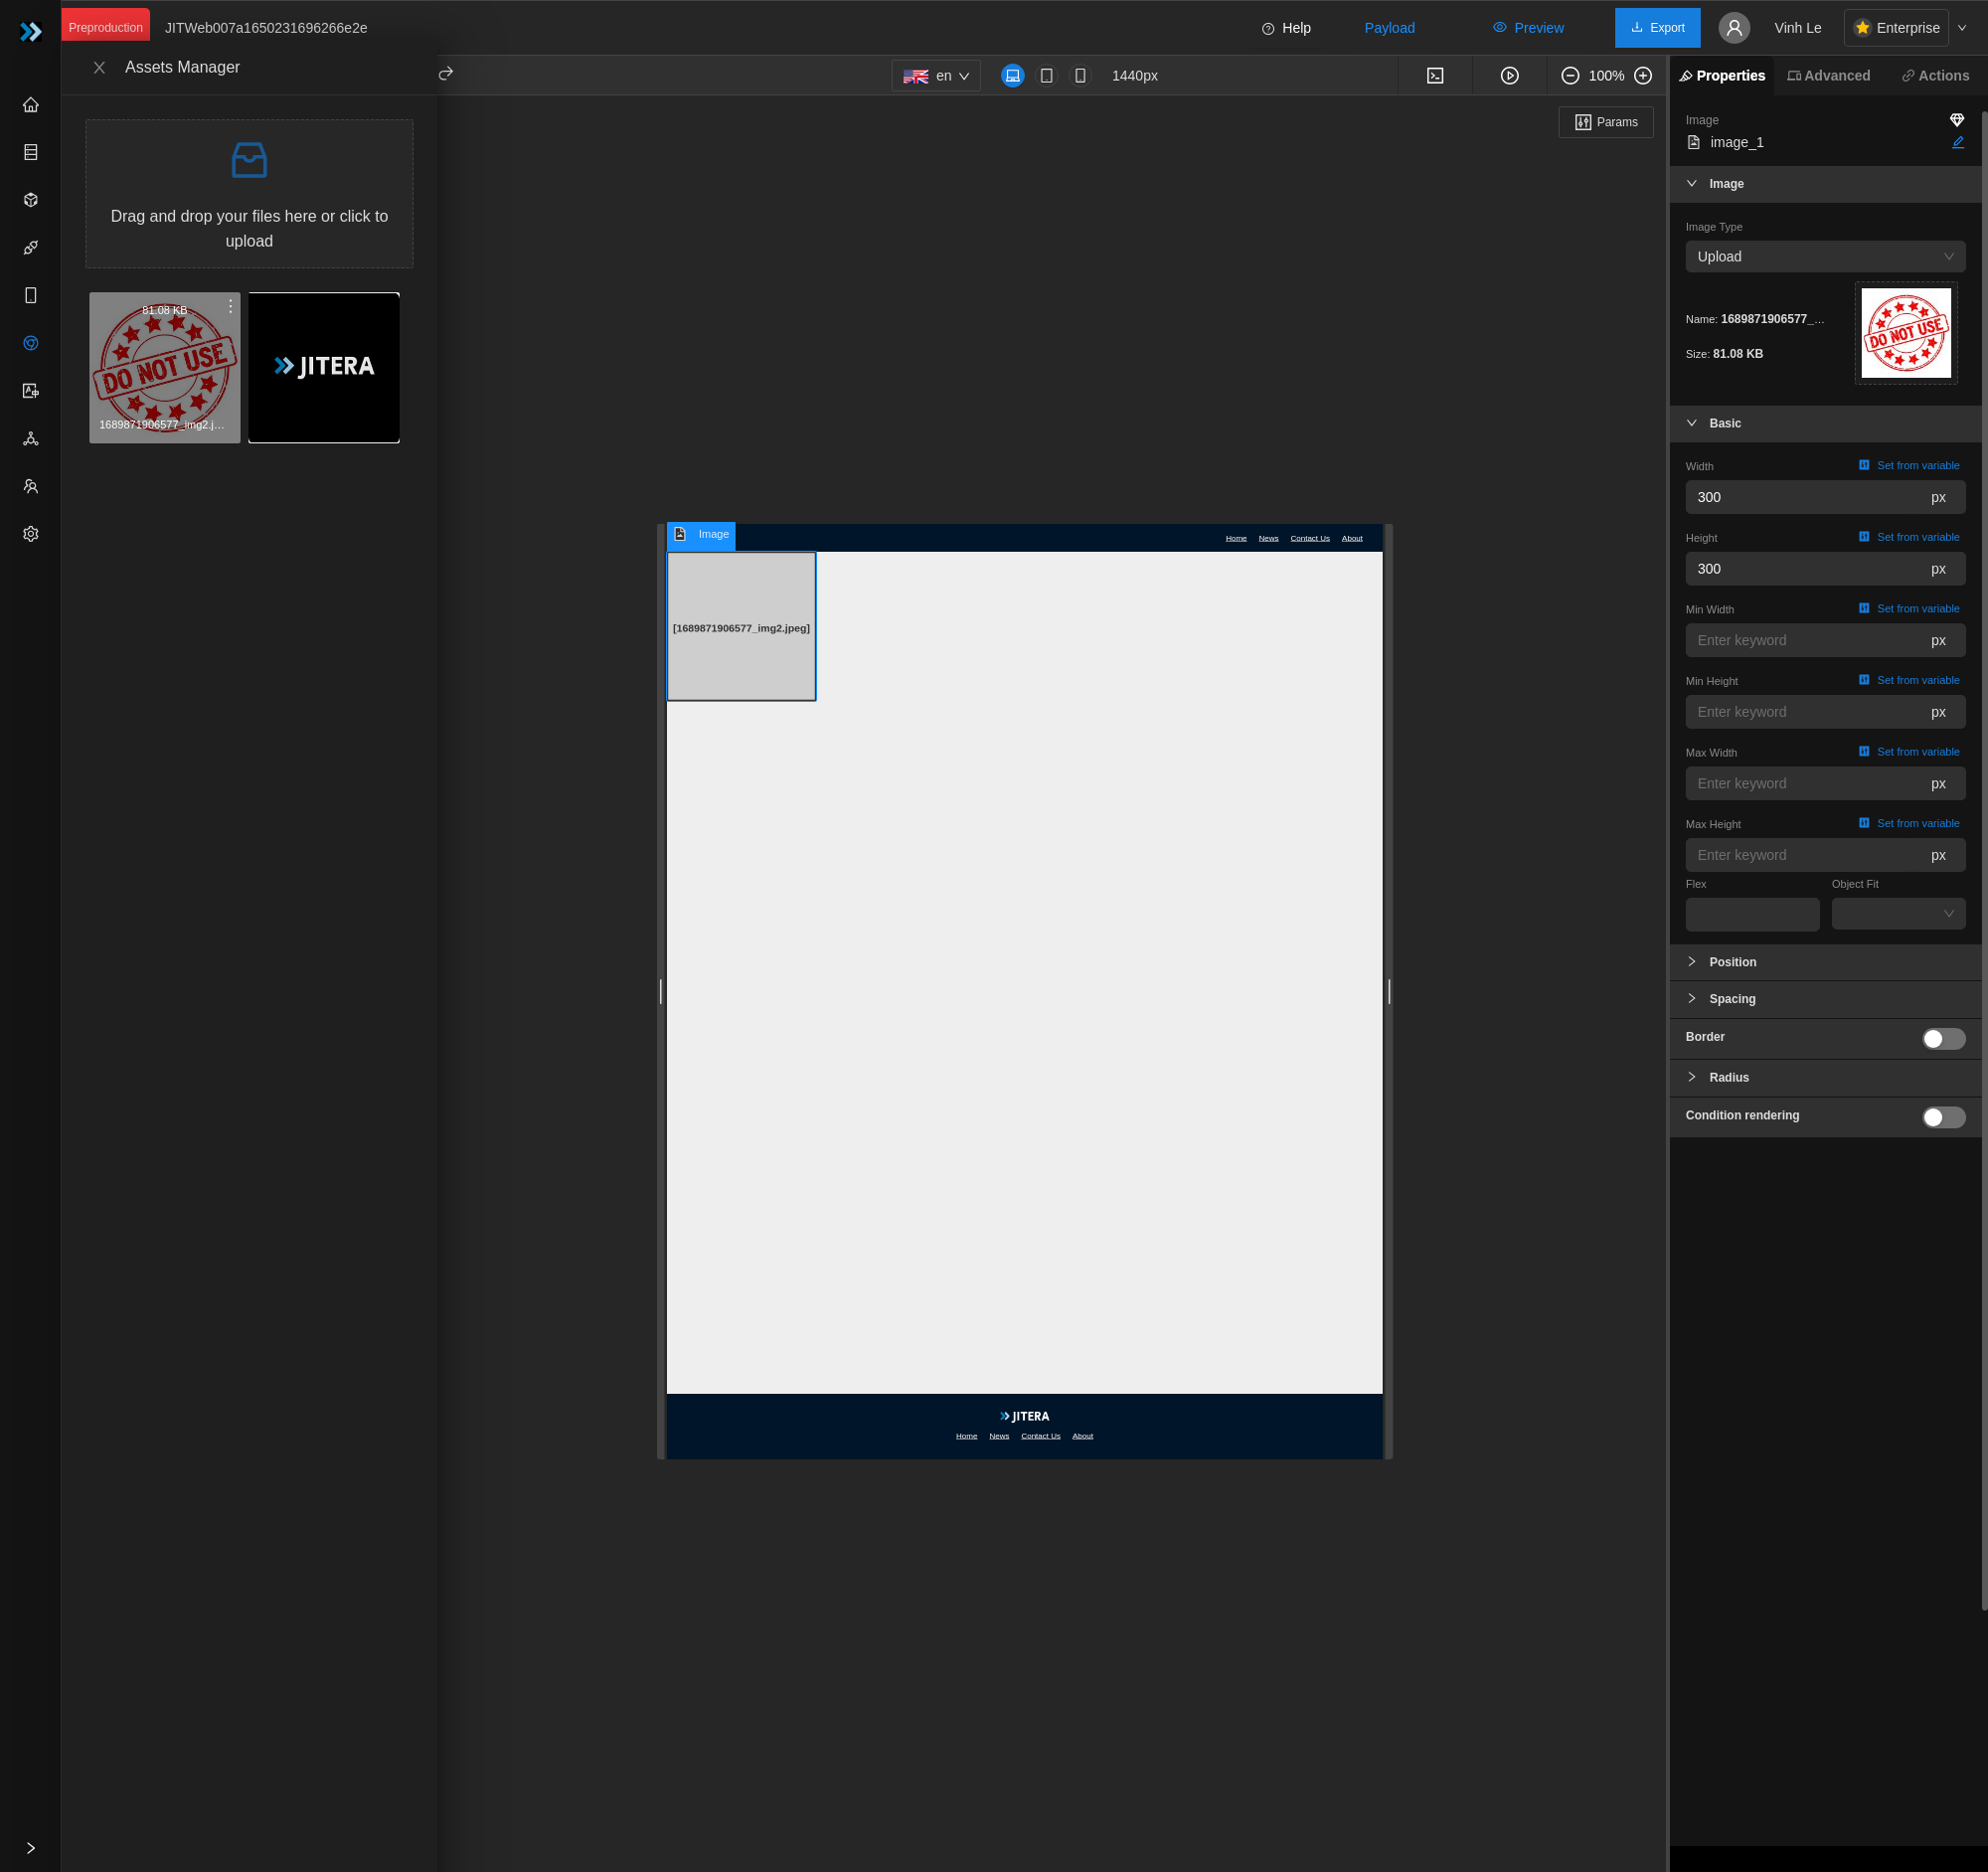 Preproduction
JITWeb007a1650231696266e2e
Help
Payload
Preview
Export
Vinh Le
Enterprise
Assets Manager
en
1440px
100%
Properties
Advanced
Actions
Params
Drag and drop your files here or click to
upload
81.08 KB
DO NOT USE
1689871906577_img2.j...
JITERA
Image
Home News Contact Us About
[1689871906577_img2.jpeg]
JITERA
Home News Contact Us About
Image
image_1
Image
Image Type
Upload
Name: 1689871906577_...
Size: 81.08 KB
DO NOT USE
Basic
Width
Set from variable
300
px
Height
Set from variable
300
px
Min Width
Set from variable
Enter keyword
px
Min Height
Set from variable
Enter keyword
px
Max Width
Set from variable
Enter keyword
px
Max Height
Set from variable
Enter keyword
px
Flex
Object Fit
Position
Spacing
Border
Radius
Condition rendering